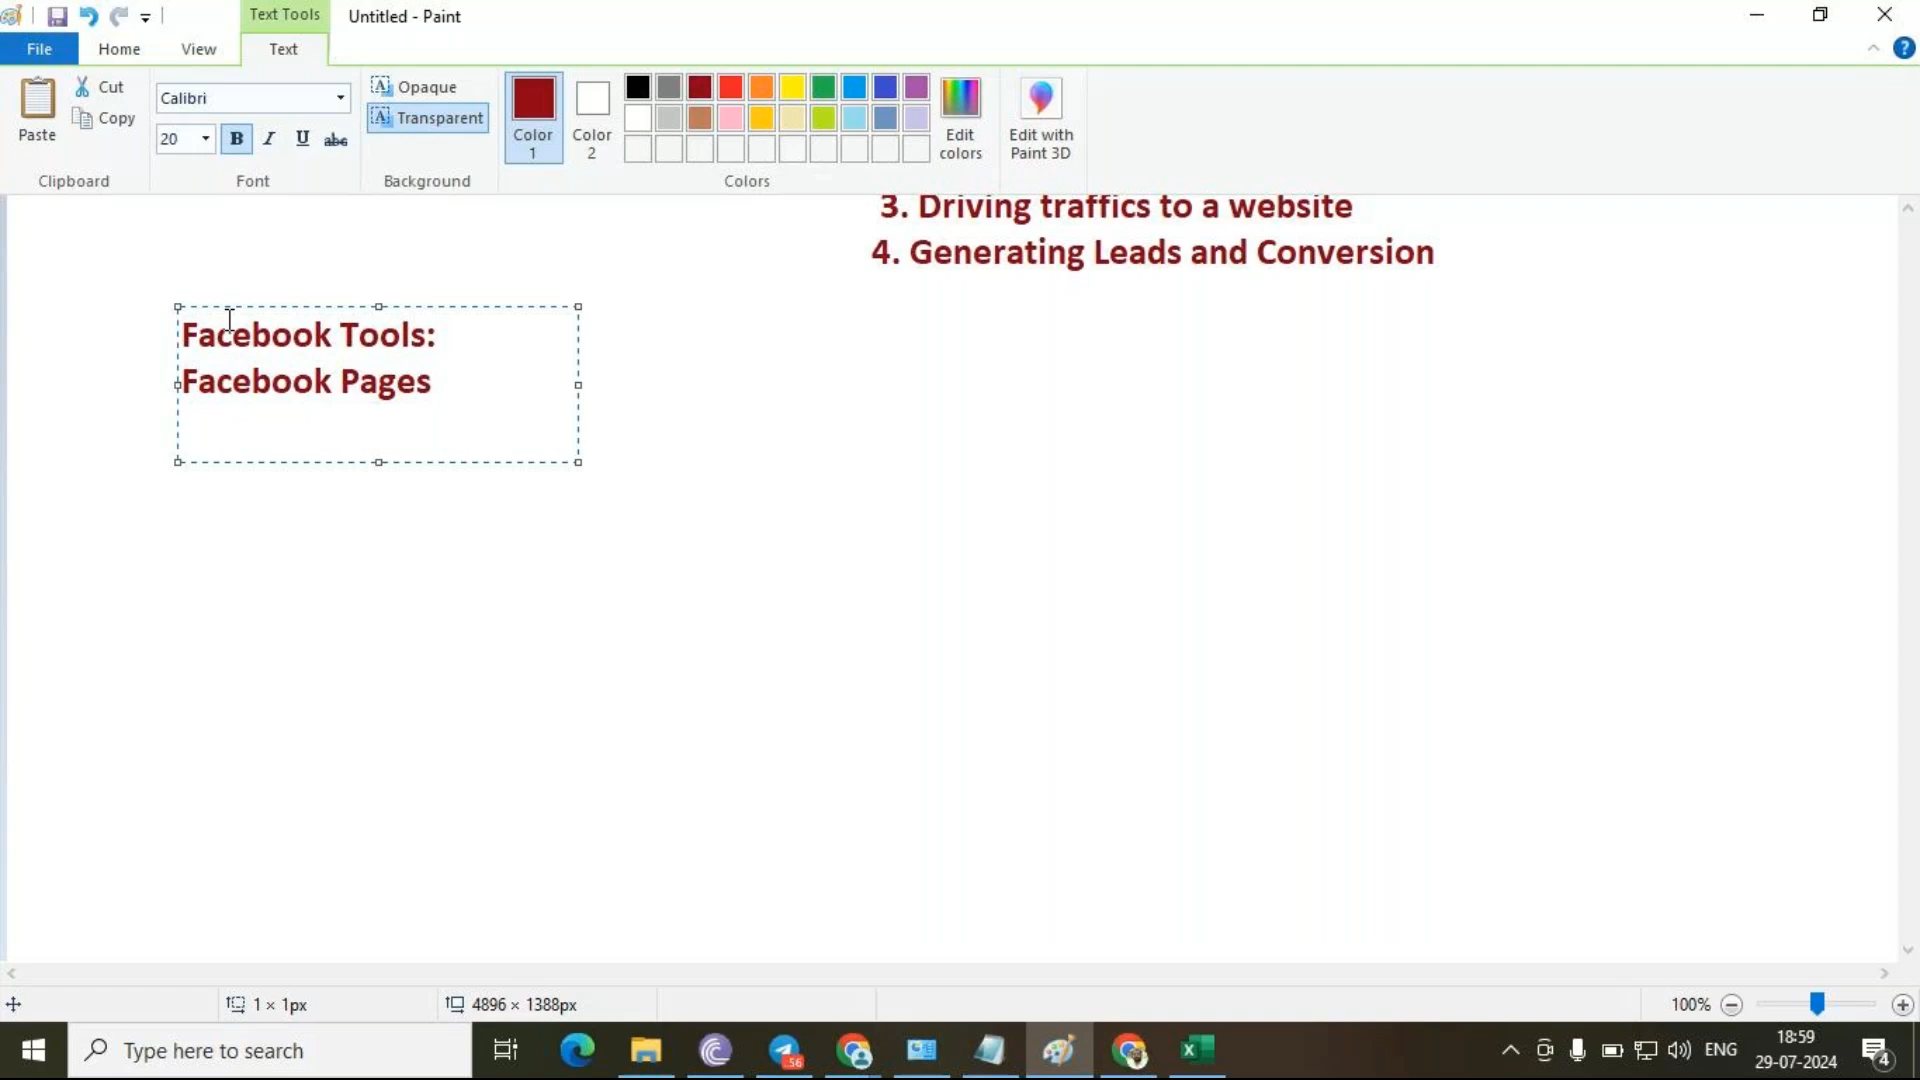 Text Tools
Untitled - Paint
File
Home
View
Text
Paste
Cut
Copy
Clipboard
Calibri
20
B
I
U
abc
Font
Opaque
Transparent
Background
Color
1
Color
2
Edit
colors
Colors
Edit with
Paint 3D
3. Driving traffics to a website
4. Generating Leads and Conversion
Facebook Tools:
Facebook Pages
1 × 1px
4896 × 1388px
100%
Type here to search
56
ENG
18:59
29-07-2024
4